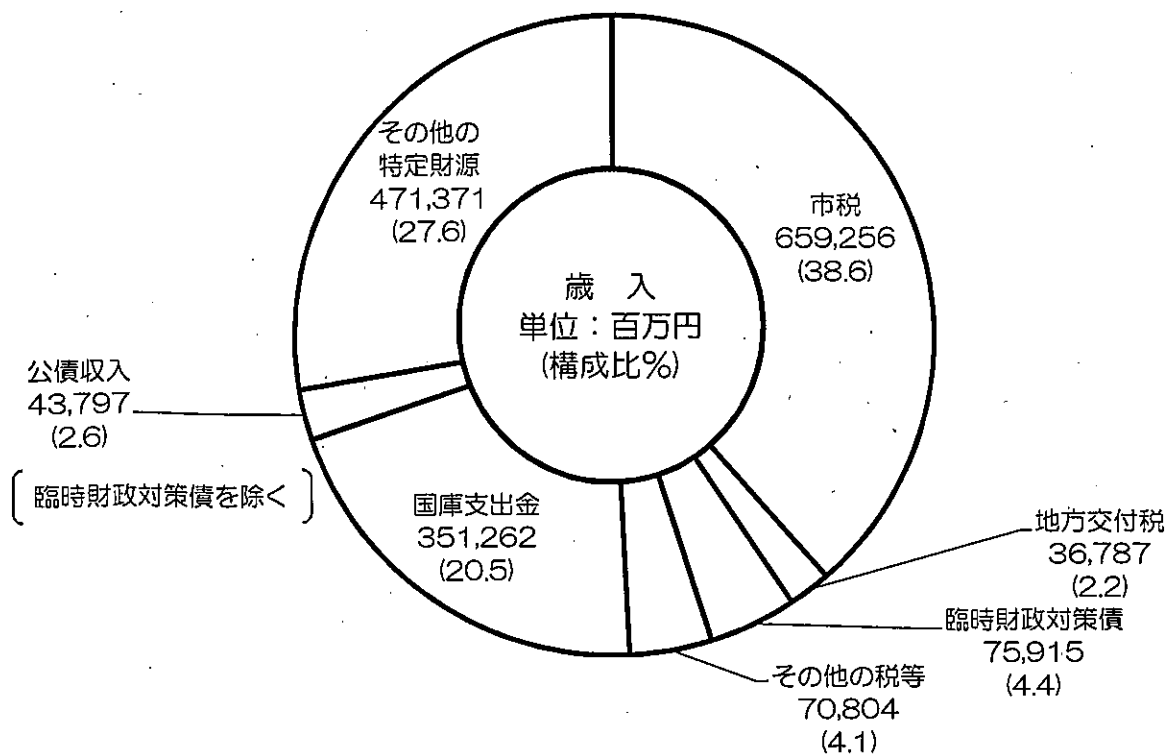 その他の
特定財源
471,371
(27.6)
市税
659,256
(38.6)
歳 入
単位：百万円
(構成比%)
公債収入
43,797
(2.6)
〔臨時財政対策債を除く〕
国庫支出金
351,262
(20.5)
地方交付税
36,787
(2.2)
臨時財政対策債
75,915
(4.4)
その他の税等
70,804
(4.1)